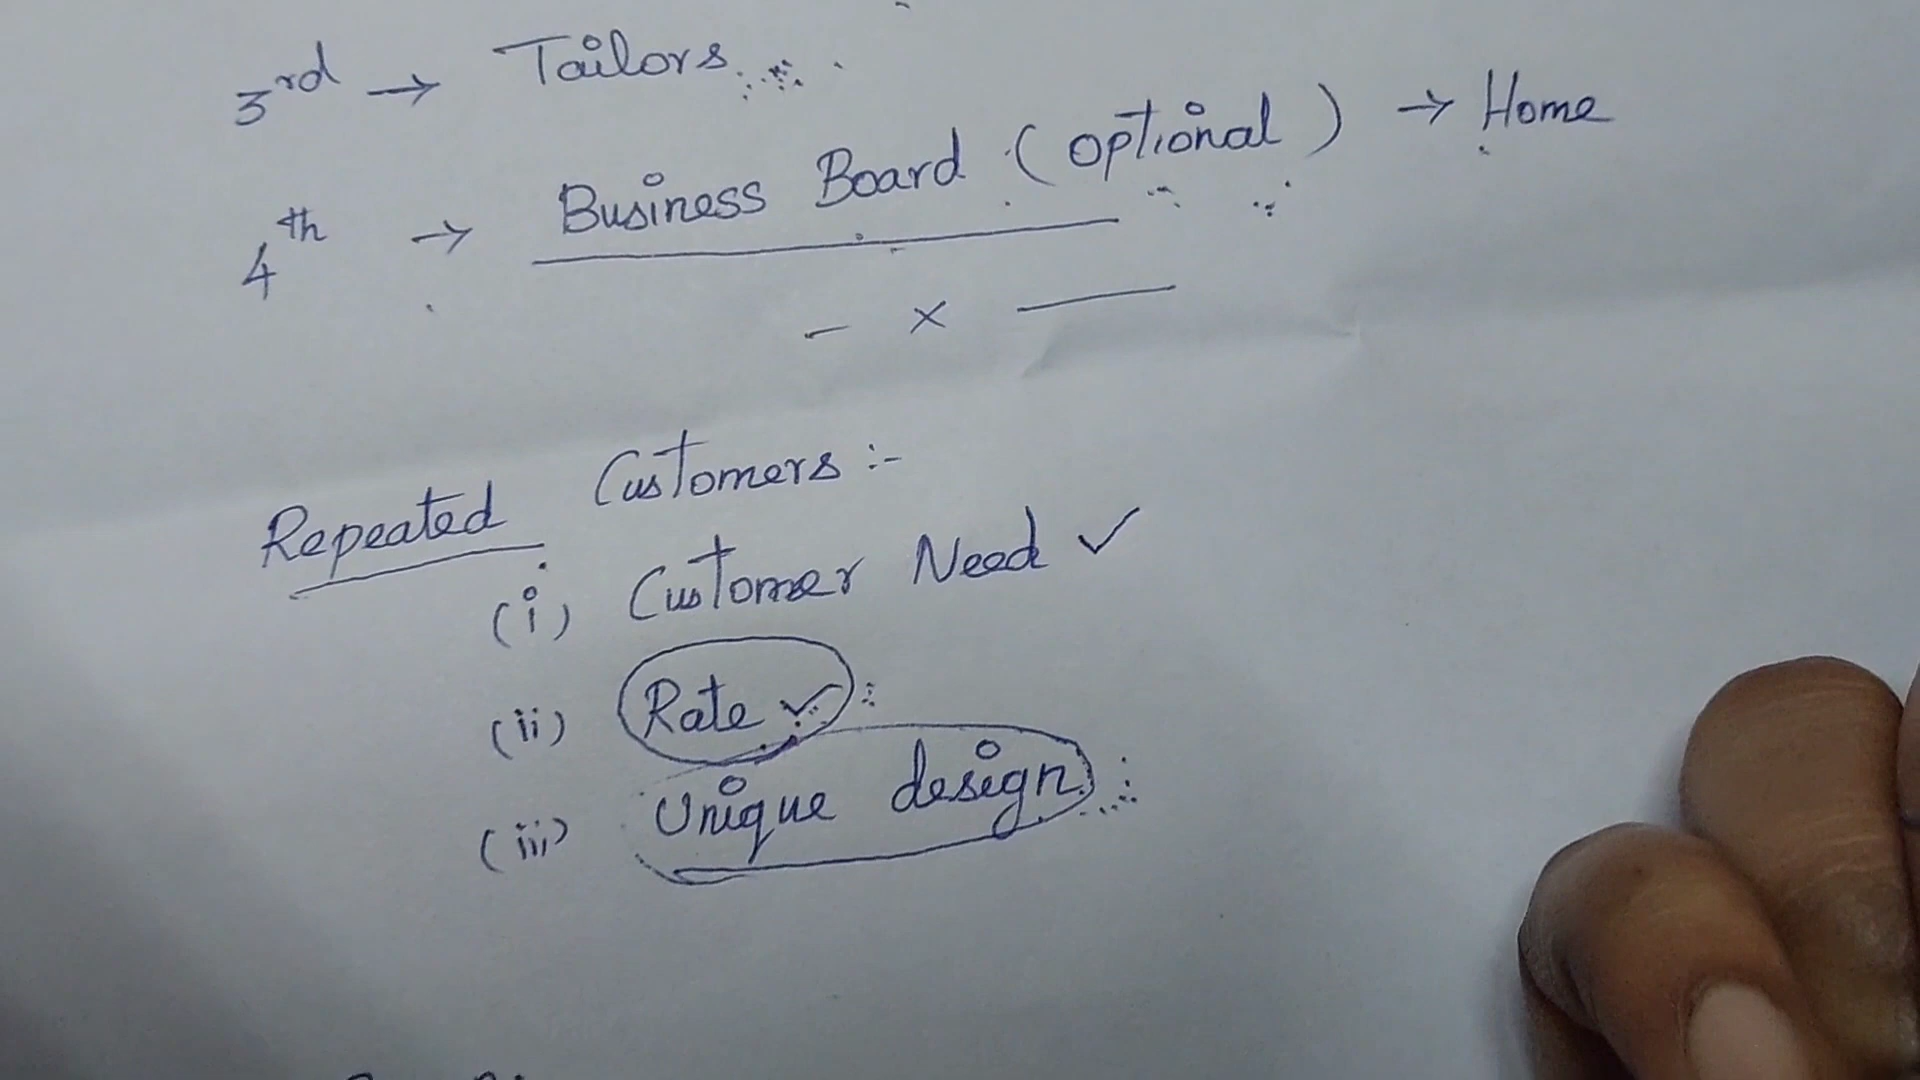 3rd → Tailors
4th → Business Board (optional) → Home
— × —
Repeated Customers :-
(i) Customer Need ✓
(ii) Rate ✓
(iii) Unique design